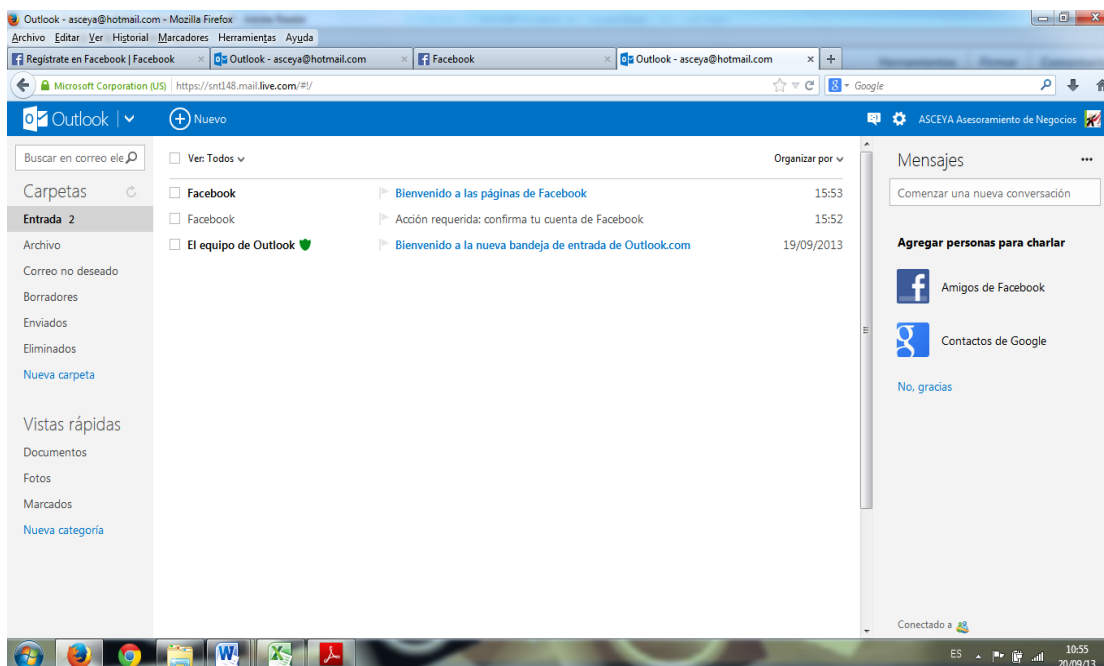 Outlook - asceya@hotmail.com - Mozilla Firefox
Archivo Editar Ver Historial Marcadores Herramientas Ayuda
Regístrate en Facebook | Facebook Outlook - asceya@hotmail.com Facebook Outlook - asceya@hotmail.com
Microsoft Corporation (US) https://snt148.mail.live.com/#!/ Google
Outlook Nuevo ASCEYA Asesoramiento de Negocios
Buscar en correo ele
Ver: Todos Organizar por
Carpetas
Entrada 2
Archivo
Correo no deseado
Borradores
Enviados
Eliminados
Nueva carpeta
Vistas rápidas
Documentos
Fotos
Marcados
Nueva categoría
Facebook Bienvenido a las páginas de Facebook 15:53
Facebook Acción requerida: confirma tu cuenta de Facebook 15:52
El equipo de Outlook Bienvenido a la nueva bandeja de entrada de Outlook.com 19/09/2013
Mensajes
Comenzar una nueva conversación
Agregar personas para charlar
Amigos de Facebook
Contactos de Google
No, gracias
Conectado a
ES 10:55
20/09/13